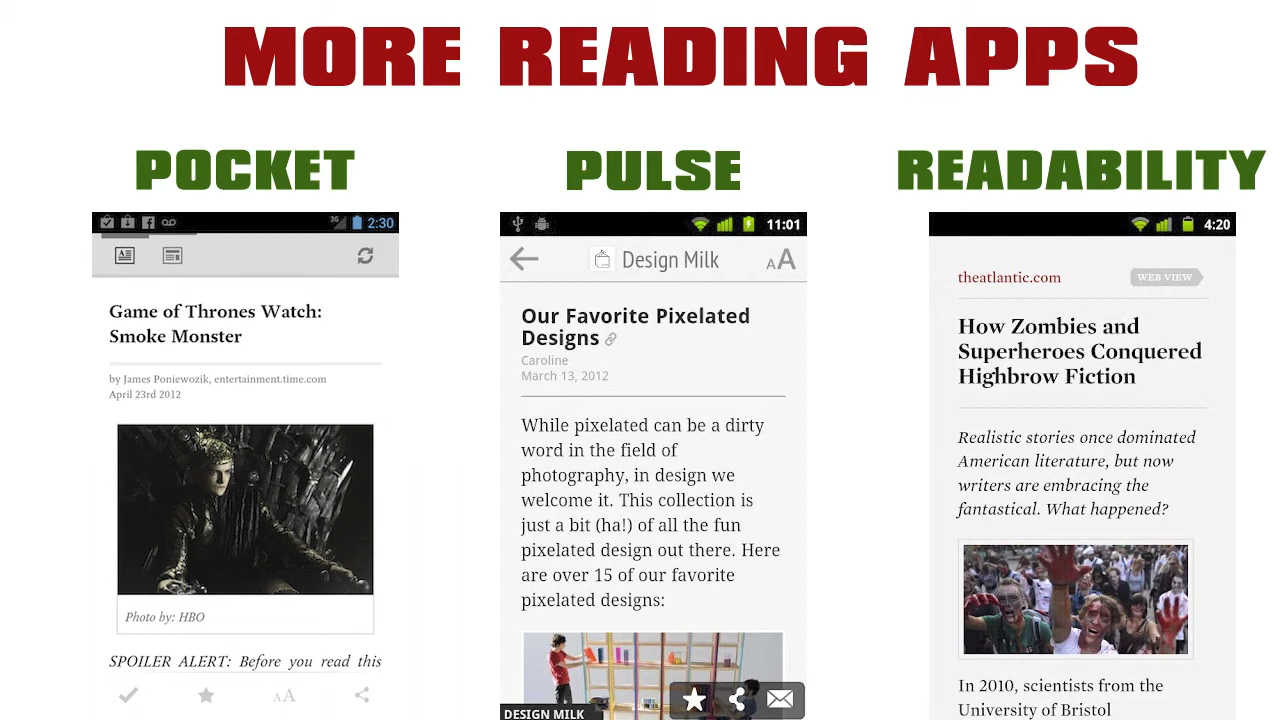 MORE READING APPS
POCKET
3G 2:30
Game of Thrones Watch:
Smoke Monster
by James Poniewozik, entertainment.time.com
April 23rd 2012
Photo by: HBO
SPOILER ALERT: Before you read this
AA
PULSE
11:01
Design Milk AA
Our Favorite Pixelated
Designs
Caroline
March 13, 2012
While pixelated can be a dirty
word in the field of
photography, in design we
welcome it. This collection is
just a bit (ha!) of all the fun
pixelated design out there. Here
are over 15 of our favorite
pixelated designs:
DESIGN MILK
READABILITY
4:20
theatlantic.com WEB VIEW
How Zombies and
Superheroes Conquered
Highbrow Fiction
Realistic stories once dominated
American literature, but now
writers are embracing the
fantastical. What happened?
In 2010, scientists from the
University of Bristol